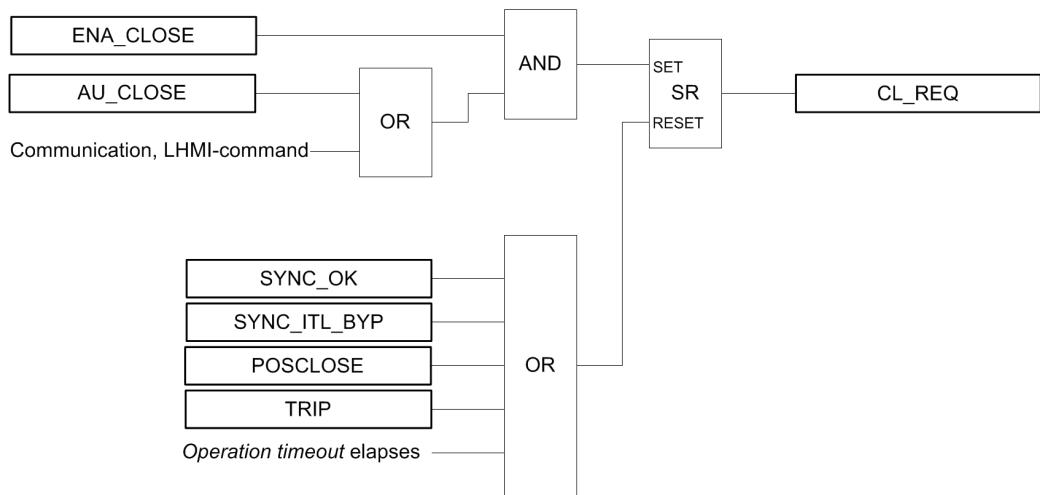 ENA_CLOSE
AU_CLOSE
Communication, LHMI-command
OR
AND
SET
SR
RESET
CL_REQ
SYNC_OK
SYNC_ITL_BYP
POSCLOSE
TRIP
Operation timeout elapses
OR